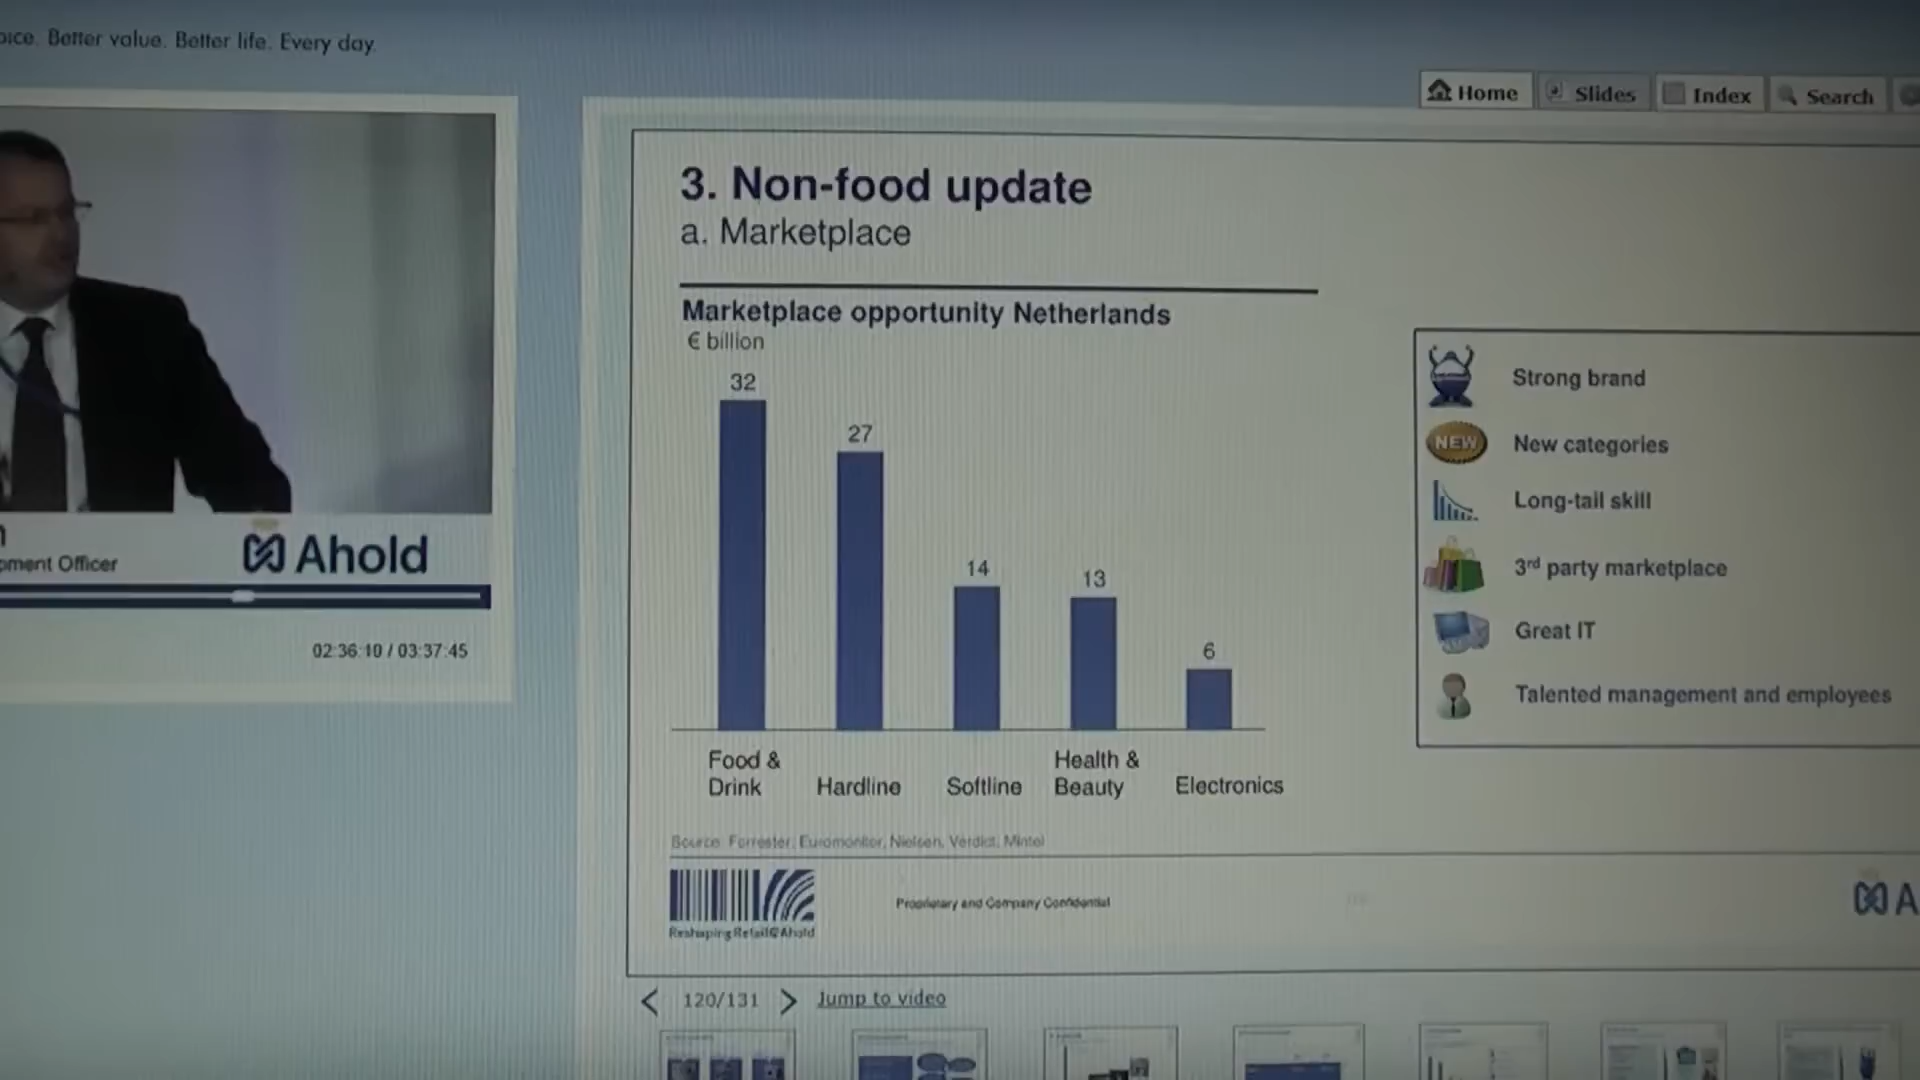 Better value. Better life. Every day.
Home
Slides
Index
Search
3. Non-food update
a. Marketplace
Marketplace opportunity Netherlands
€ billion
32
27
14
13
6
Food &
Drink
Hardline
Softline
Health &
Beauty
Electronics
Source: Forrester, Euromonitor, Nielsen, Verdict, Mintel
Strong brand
NEW
New categories
Long-tail skill
3rd party marketplace
Great IT
Talented management and employees
Officer
Ahold
02:36:10 / 03:37:45
Reshaping Retail@Ahold
Proprietary and Company Confidential
120/131
Jump to video